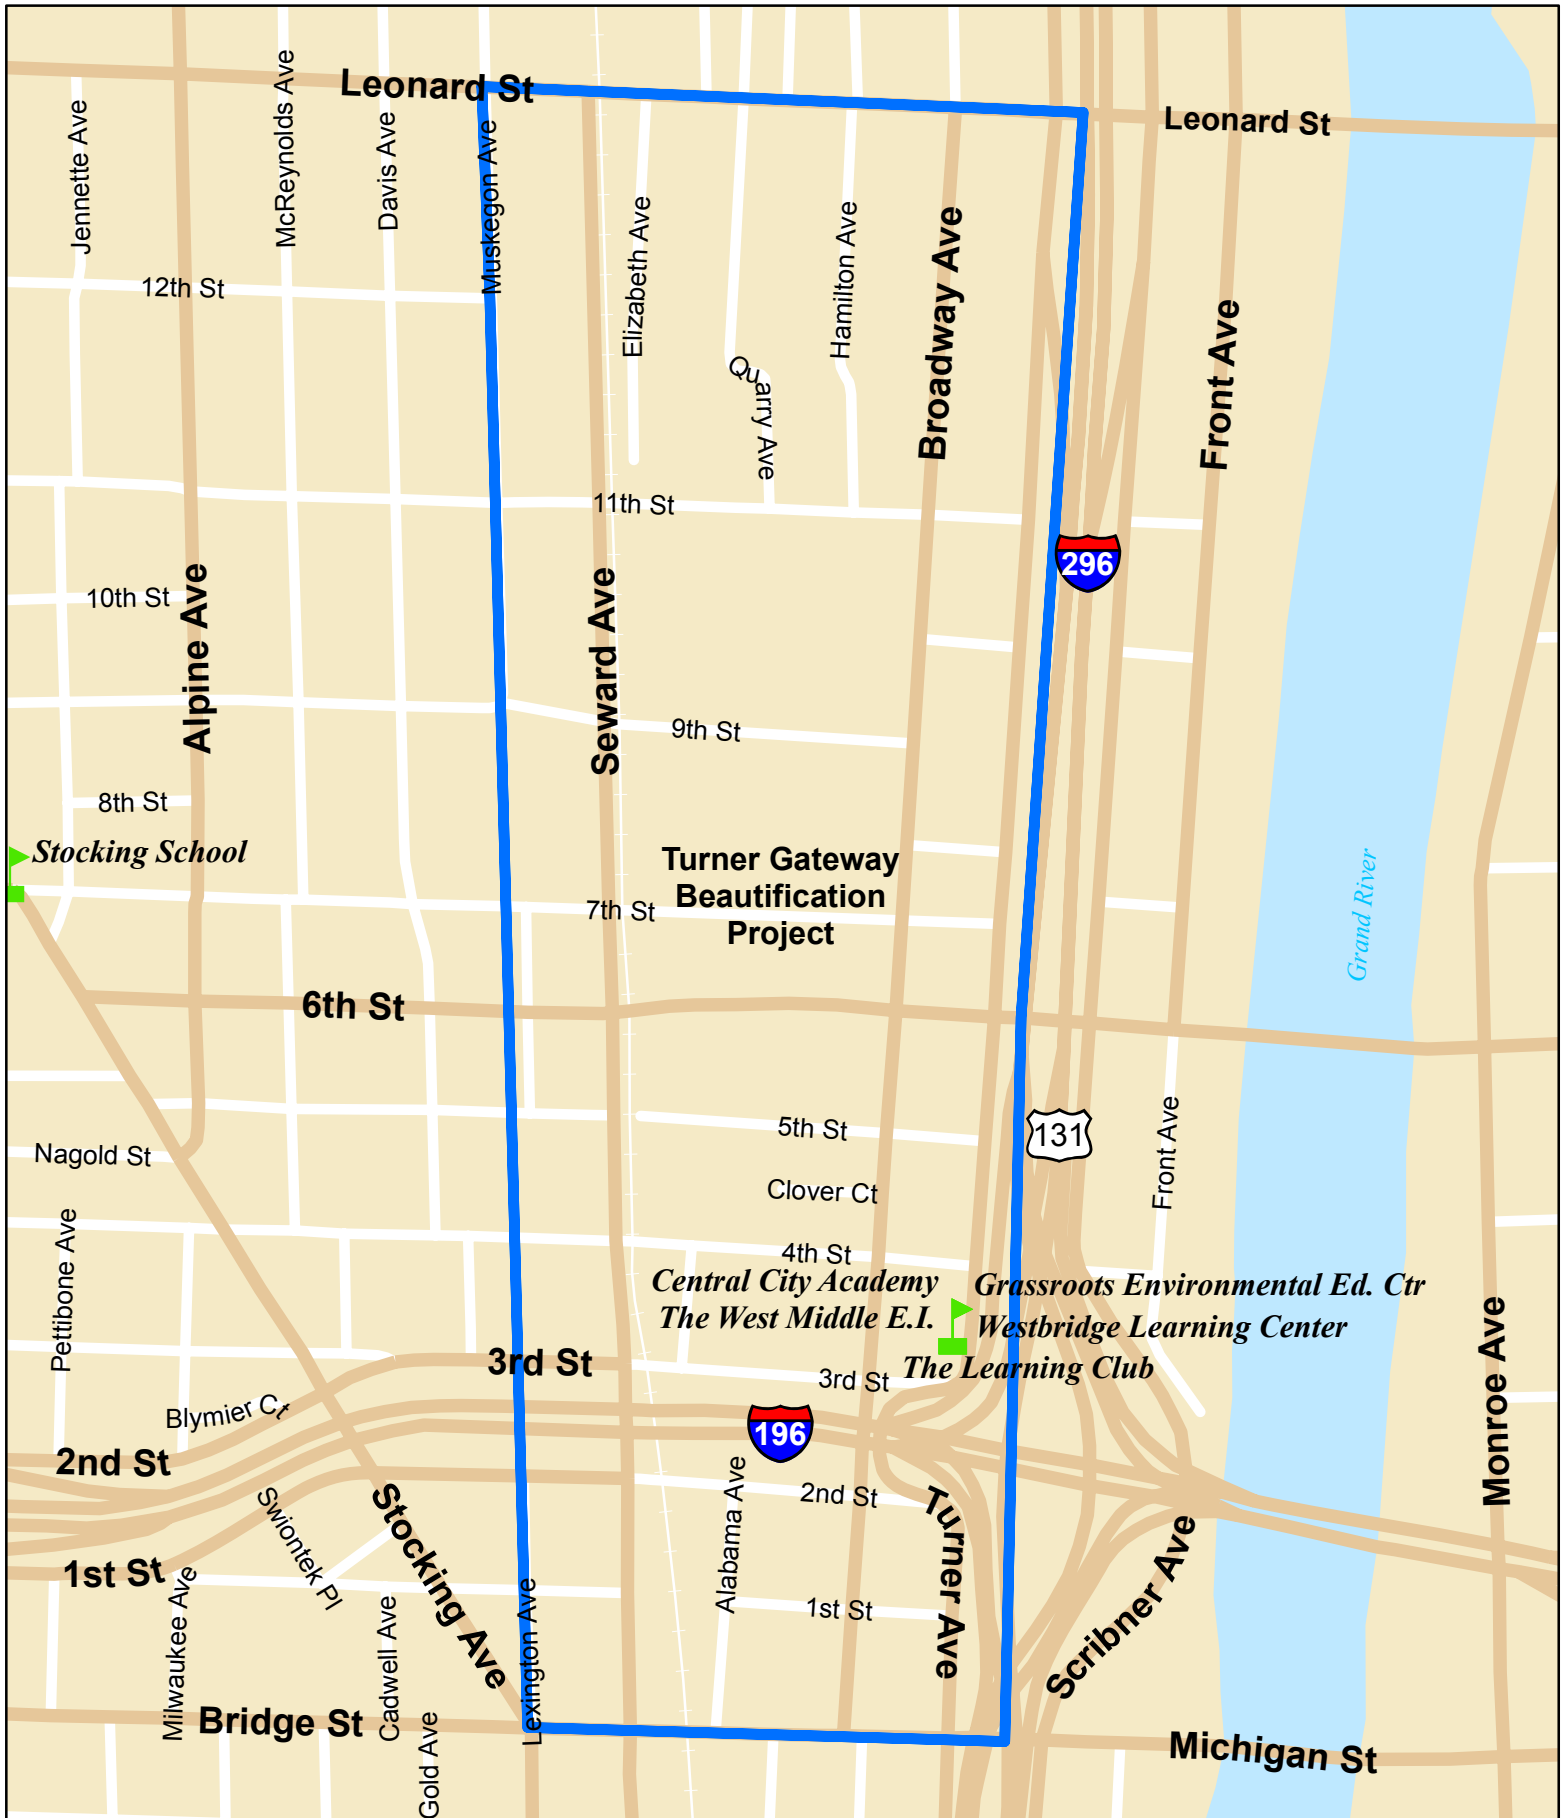 Leonard St
Leonard St
Jennette Ave
McReynolds Ave
Davis Ave
Muskegon Ave
Elizabeth Ave
Hamilton Ave
Broadway Ave
Front Ave
12th St
Quarry Ave
11th St
296
10th St
Alpine Ave
Seward Ave
9th St
8th St
Stocking School
Turner Gateway
Beautification
Project
7th St
Grand River
6th St
5th St
131
Front Ave
Nagold St
Clover Ct
Pettibone Ave
4th St
Central City Academy
The West Middle E.I.
Grassroots Environmental Ed. Ctr
Westbridge Learning Center
The Learning Club
3rd St
3rd St
Monroe Ave
Blymier Ct
196
2nd St
2nd St
Swiontek Pl
Stocking Ave
Alabama Ave
Turner Ave
Scribner Ave
1st St
1st St
Milwaukee Ave
Cadwell Ave
Lexington Ave
Bridge St
Gold Ave
Michigan St